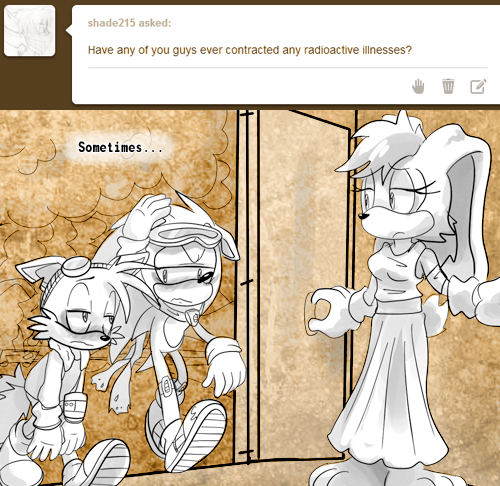 shade215 asked:
Have any of you guys ever contracted any radioactive illnesses?
Sometimes...